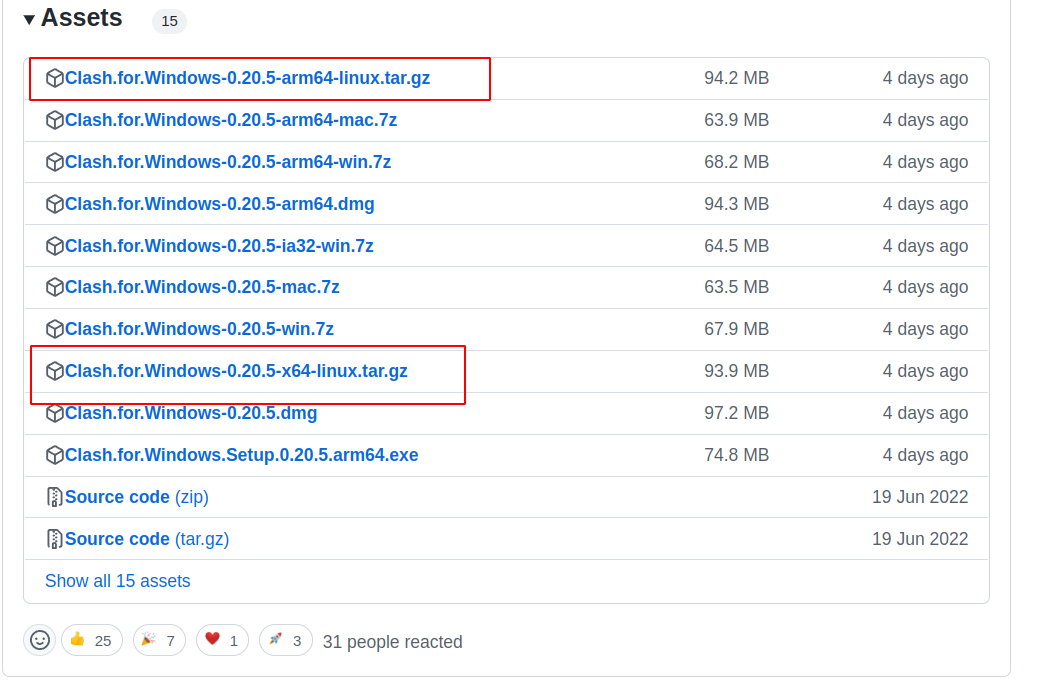 Assets 15
Clash.for.Windows-0.20.5-arm64-linux.tar.gz 94.2 MB 4 days ago
Clash.for.Windows-0.20.5-arm64-mac.7z 63.9 MB 4 days ago
Clash.for.Windows-0.20.5-arm64-win.7z 68.2 MB 4 days ago
Clash.for.Windows-0.20.5-arm64.dmg 94.3 MB 4 days ago
Clash.for.Windows-0.20.5-ia32-win.7z 64.5 MB 4 days ago
Clash.for.Windows-0.20.5-mac.7z 63.5 MB 4 days ago
Clash.for.Windows-0.20.5-win.7z 67.9 MB 4 days ago
Clash.for.Windows-0.20.5-x64-linux.tar.gz 93.9 MB 4 days ago
Clash.for.Windows-0.20.5.dmg 97.2 MB 4 days ago
Clash.for.Windows.Setup.0.20.5.arm64.exe 74.8 MB 4 days ago
Source code (zip) 19 Jun 2022
Source code (tar.gz) 19 Jun 2022
Show all 15 assets
25 7 1 3 31 people reacted